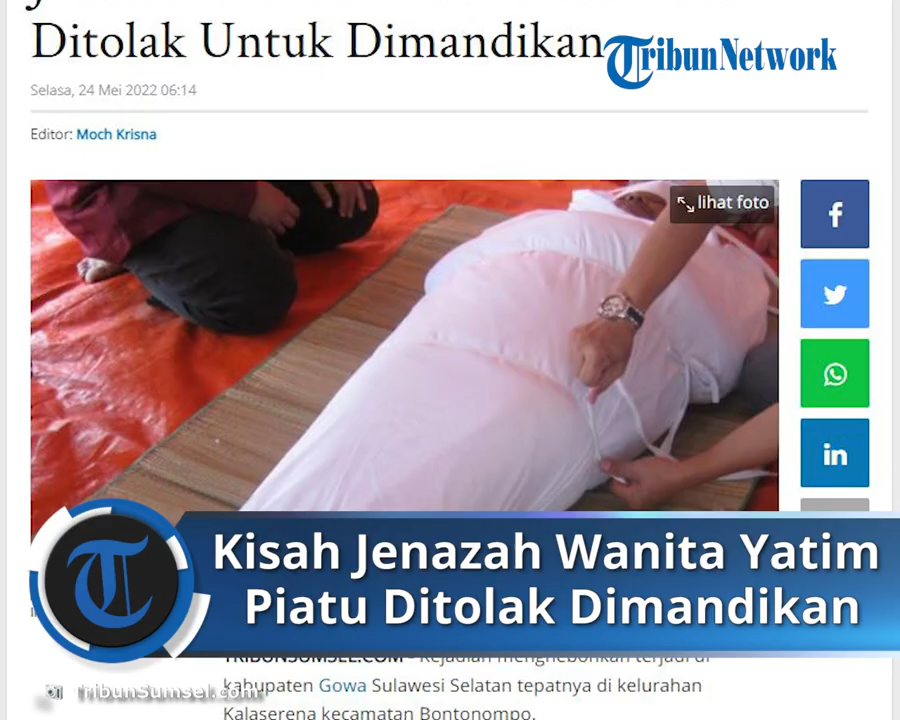 Ditolak Untuk Dimandikan
TribunNetwork
Selasa, 24 Mei 2022 06:14
Editor: Moch Krisna
lihat foto
Kisah Jenazah Wanita Yatim
Piatu Ditolak Dimandikan
TRIBUNSUMSEL.COM - Kejadian menghebohkan terjadi di
kabupaten Gowa Sulawesi Selatan tepatnya di kelurahan
TribunSumsel.com
Kalaserena kecamatan Bontonompo.